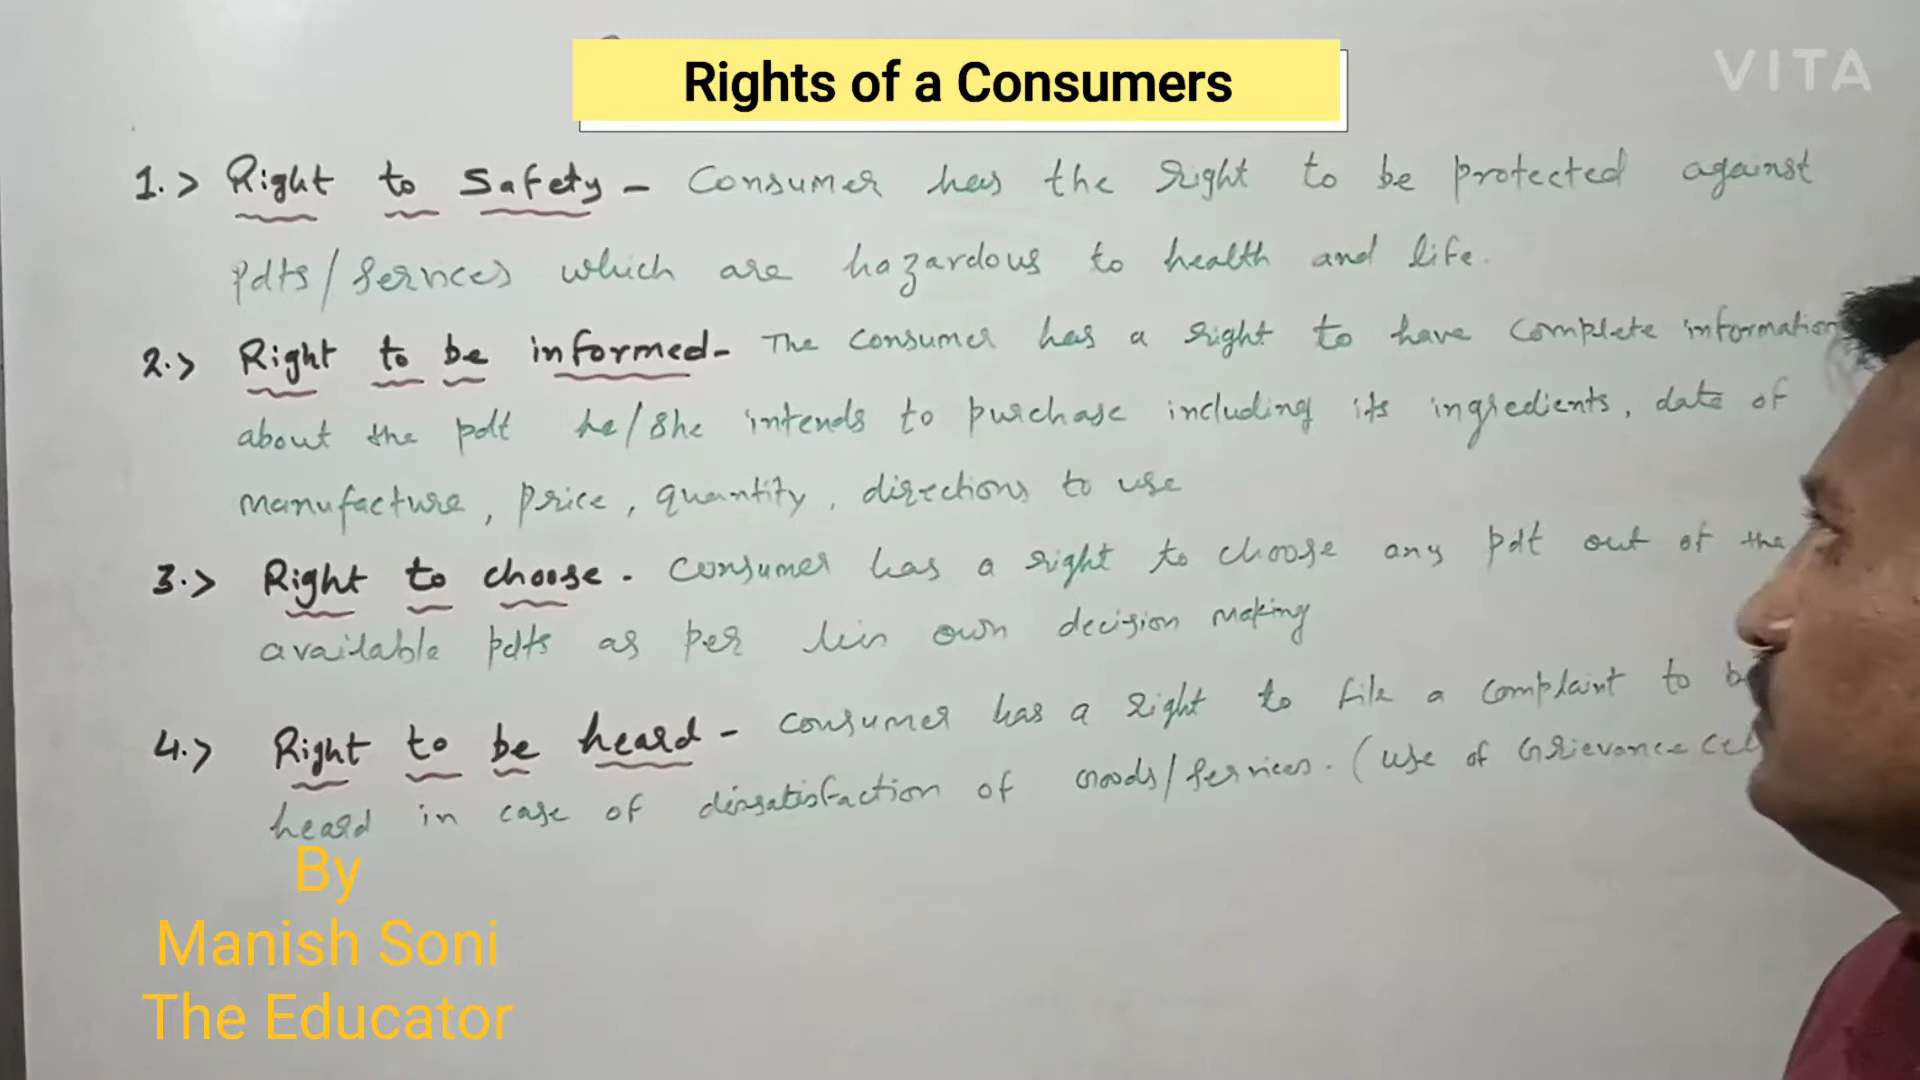 Rights of a Consumers
VITA
1.> Right to Safety - Consumer has the right to be protected against
pdts/services which are hazardous to health and life.
2.> Right to be informed - The Consumer has a right to have complete information
about the pdt he/she intends to purchase including its ingredients, date of
manufacture, price, quantity, directions to use
3.> Right to choose. Consumer has a right to choose any pdt out of the
available pdts as per own decision making
4.> Right to be heard - Consumer has a right to file a complaint to
heard in case of dissatisfaction of Goods/services. (use of Grievance
By
Manish Soni
The Educator